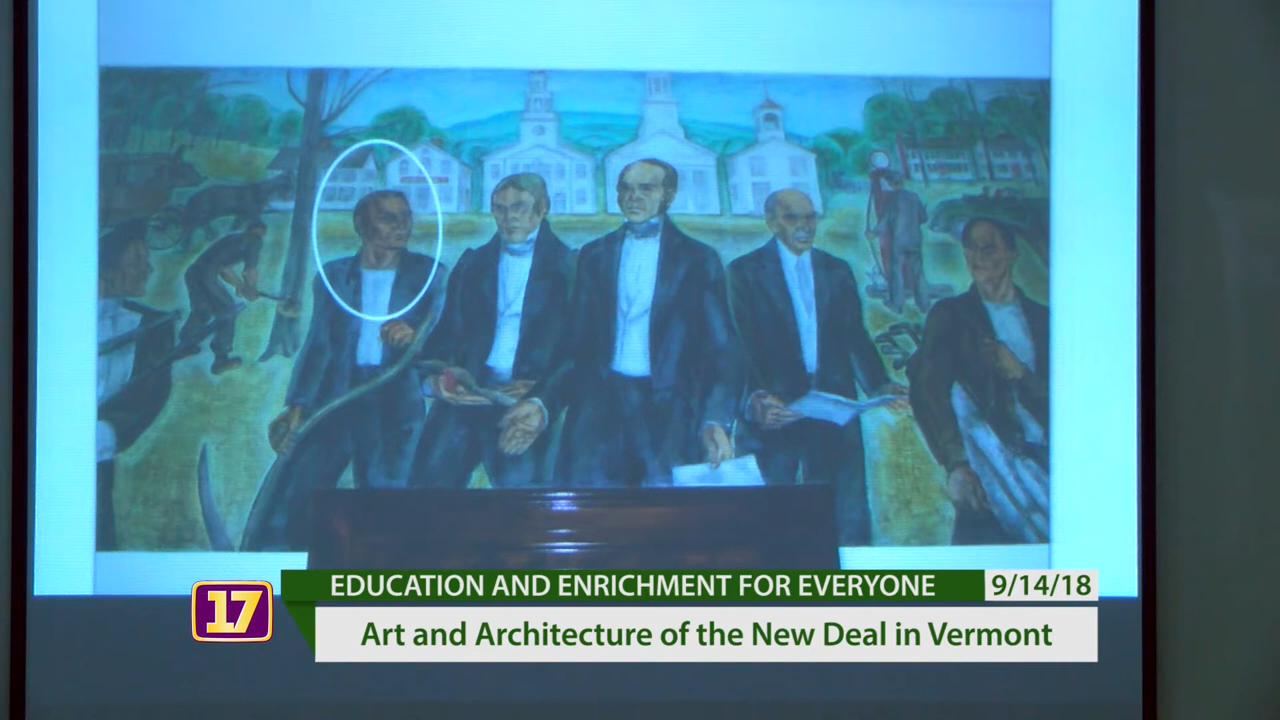 EDUCATION AND ENRICHMENT FOR EVERYONE 9/14/18
17
Art and Architecture of the New Deal in Vermont